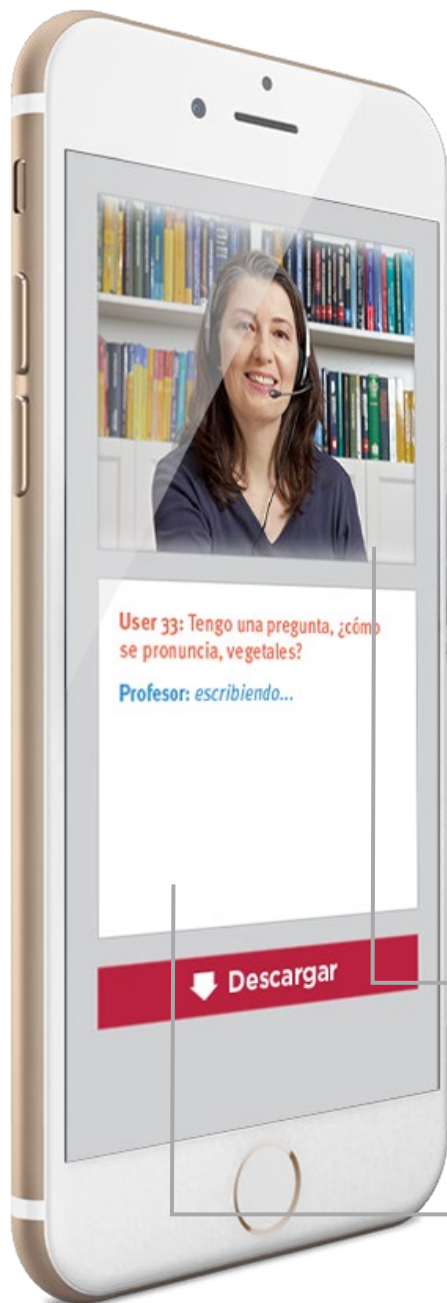 User 33: Tengo una pregunta, ¿cómo
se pronuncia, vegetales?
Profesor: escribiendo...
Descargar